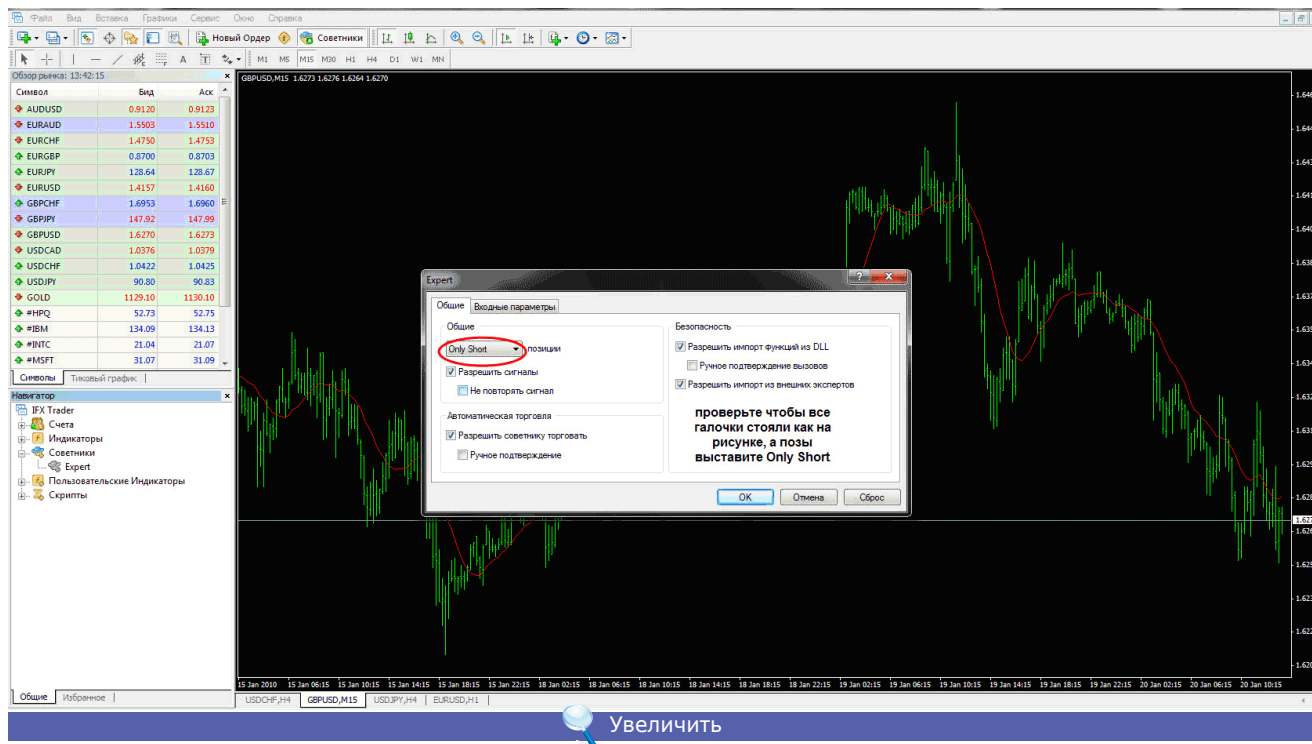 Файл Вид Вставка Графики Сервис Окно Справка
Новый Ордер Советники
A T M1 M5 M15 M30 H1 H4 D1 W1 MN
Обзор рынка: 13:42:15
Символ Бид Аск
AUDUSD 0.9120 0.9123
EURAUD 1.5503 1.5510
EURCHF 1.4750 1.4753
EURGBP 0.8700 0.8703
EURJPY 128.64 128.67
EURUSD 1.4157 1.4160
GBPCHF 1.6953 1.6960
GBPJPY 147.92 147.99
GBPUSD 1.6270 1.6273
USDCAD 1.0376 1.0379
USDCHF 1.0422 1.0425
USDJPY 90.80 90.83
GOLD 1129.10 1130.10
#HPQ 52.73 52.75
#IBM 134.09 134.13
#INTC 21.04 21.07
#MSFT 31.07 31.09
Символы Тиковый график
Навигатор
IFX Trader
Счета
Индикаторы
Советники
Expert
Пользовательские Индикаторы
Скрипты
Общие Избранное
GBPUSD,M15 1.6273 1.6276 1.6264 1.6270
Expert
Общие Входные параметры
Общие
Only Short позиции
Разрешить сигналы
Не повторять сигнал
Автоматическая торговля
Разрешить советнику торговать
Ручное подтверждение
Безопасность
Разрешить импорт функций из DLL
Ручное подтверждение вызовов
Разрешить импорт из внешних экспертов
проверьте чтобы все
галочки стояли как на
рисунке, а позы
выставите Only Short
OK Отмена Сброс
15 Jan 2010 15 Jan 06:15 15 Jan 10:15 15 Jan 14:15 15 Jan 18:15 15 Jan 22:15 18 Jan 02:15 18 Jan 06:15 18 Jan 10:15 18 Jan 14:15 18 Jan 18:15 18 Jan 22:15 19 Jan 02:15 19 Jan 06:15 19 Jan 10:15 19 Jan 14:15 19 Jan 18:15 19 Jan 22:15 20 Jan 02:15 20 Jan 06:15 20 Jan 10:15
USDCHF,H4 GBPUSD,M15 USDJPY,H4 EURUSD,H1
Увеличить